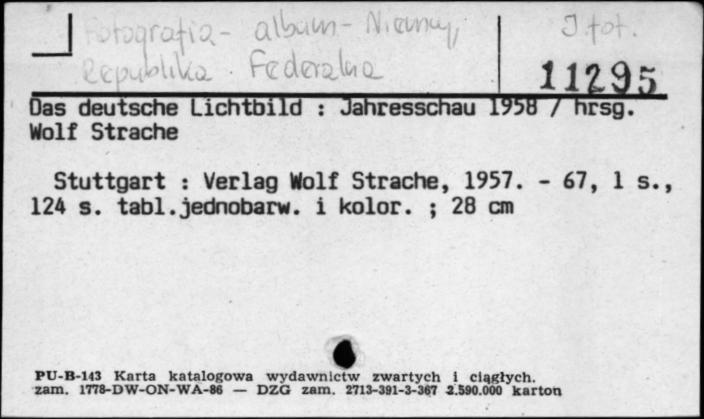 Fotografia - album - Niemcy,
Republika Federalna
I fot.
11295
Das deutsche Lichtbild : Jahresschau 1958 / hrsg.
Wolf Strache
Stuttgart : Verlag Wolf Strache, 1957. - 67, 1 s.,
124 s. tabl.jednobarw. i kolor. ; 28 cm
PU-B-143 Karta katalogowa wydawnictw zwartych i ciągłych.
zam. 1778-DW-ON-WA-86 — DZG zam. 2713-391-3-367 2.590.000 karton